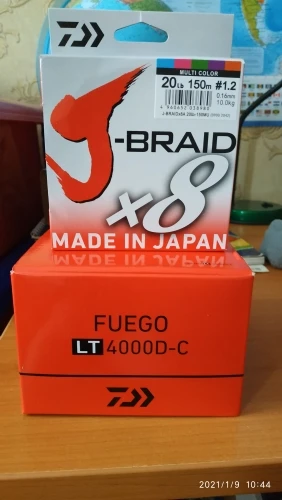 MULTI COLOR
20Lb 150m #1.2
0.16mm
10.0kg
J-BRAID
x8
MADE IN JAPAN
FUEGO
LT 4000D-C
2021/1/9 10:44